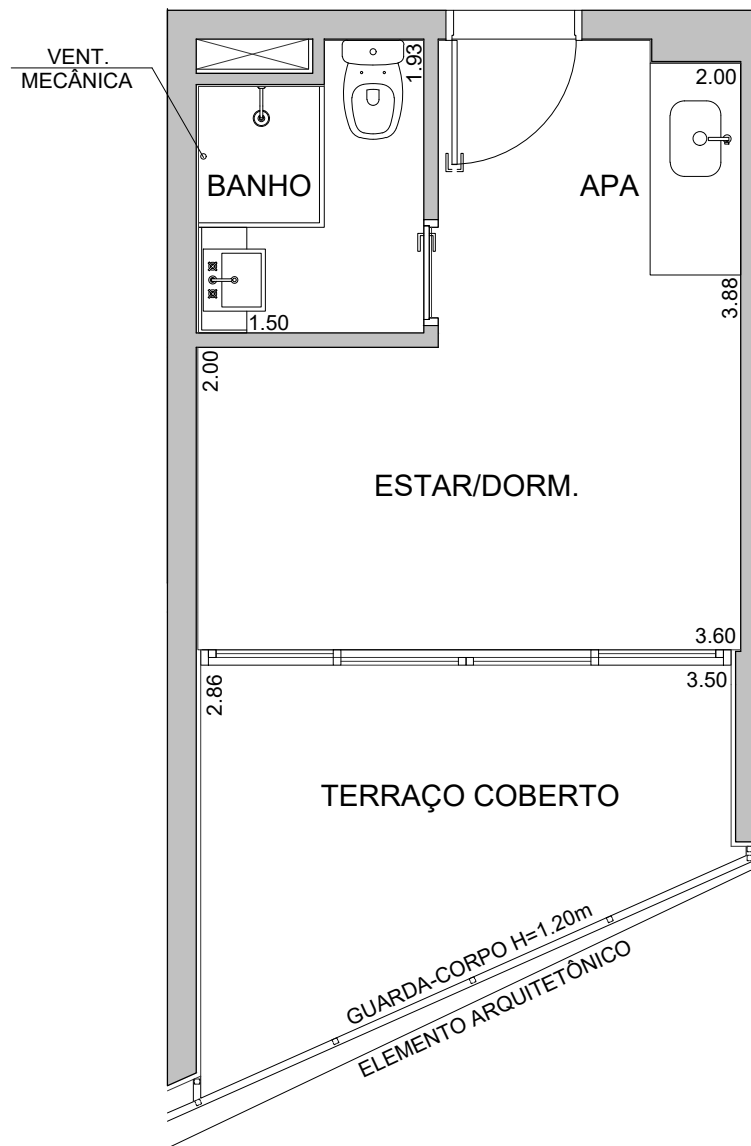 VENT.
MECÂNICA
1.93
2.00
BANHO
APA
1.50
3.88
2.00
ESTAR/DORM.
3.60
2.86
3.50
TERRAÇO COBERTO
GUARDA-CORPO H=1.20m
ELEMENTO ARQUITETÔNICO